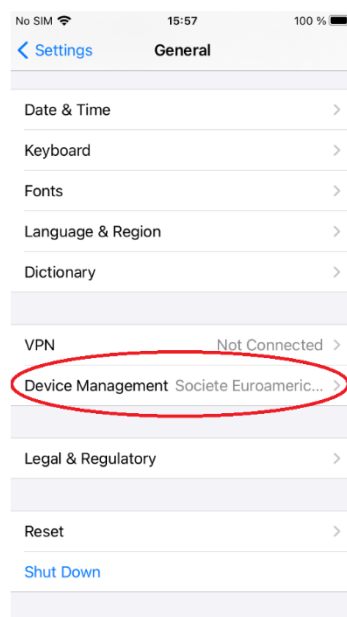 No SIM 15:57 100 %
Settings General
Date & Time
Keyboard
Fonts
Language & Region
Dictionary
VPN Not Connected
Device Management Societe Euroameric...
Legal & Regulatory
Reset
Shut Down